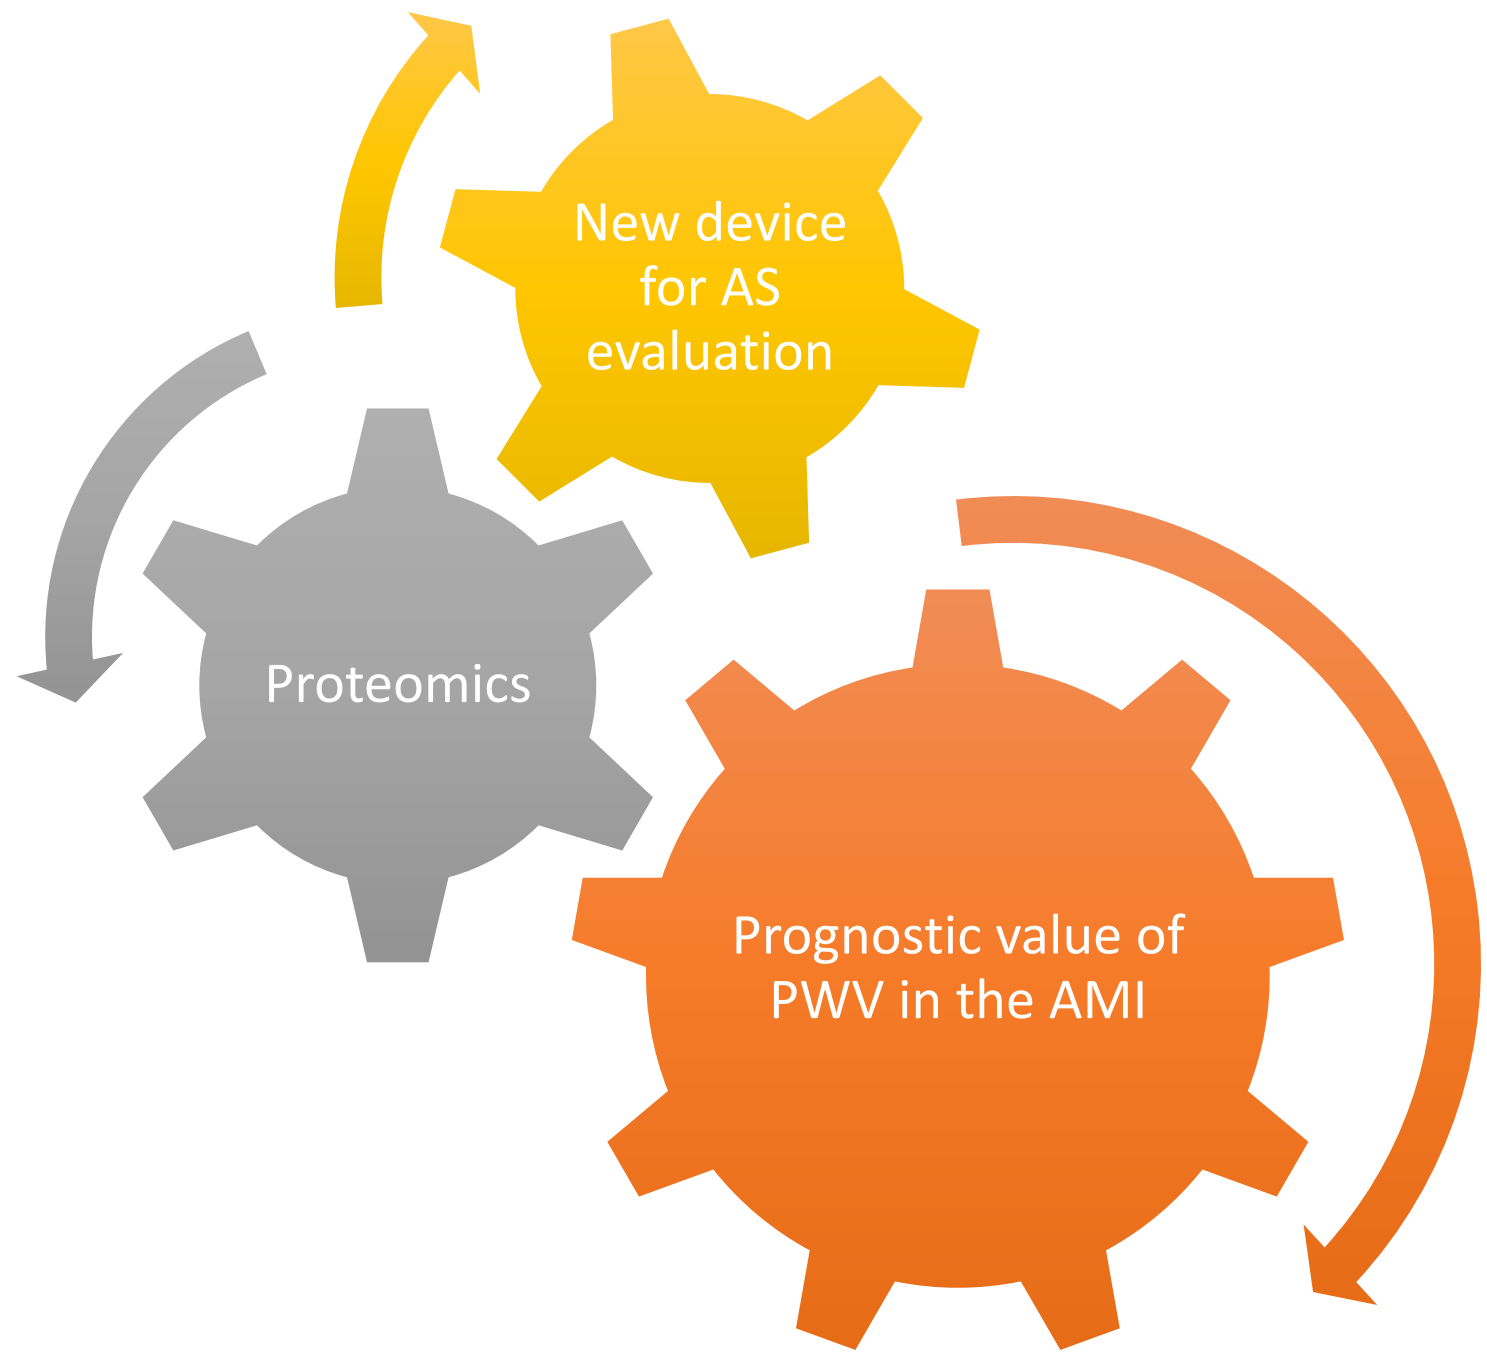 New device
for AS
evaluation
Proteomics
Prognostic value of
PWV in the AMI